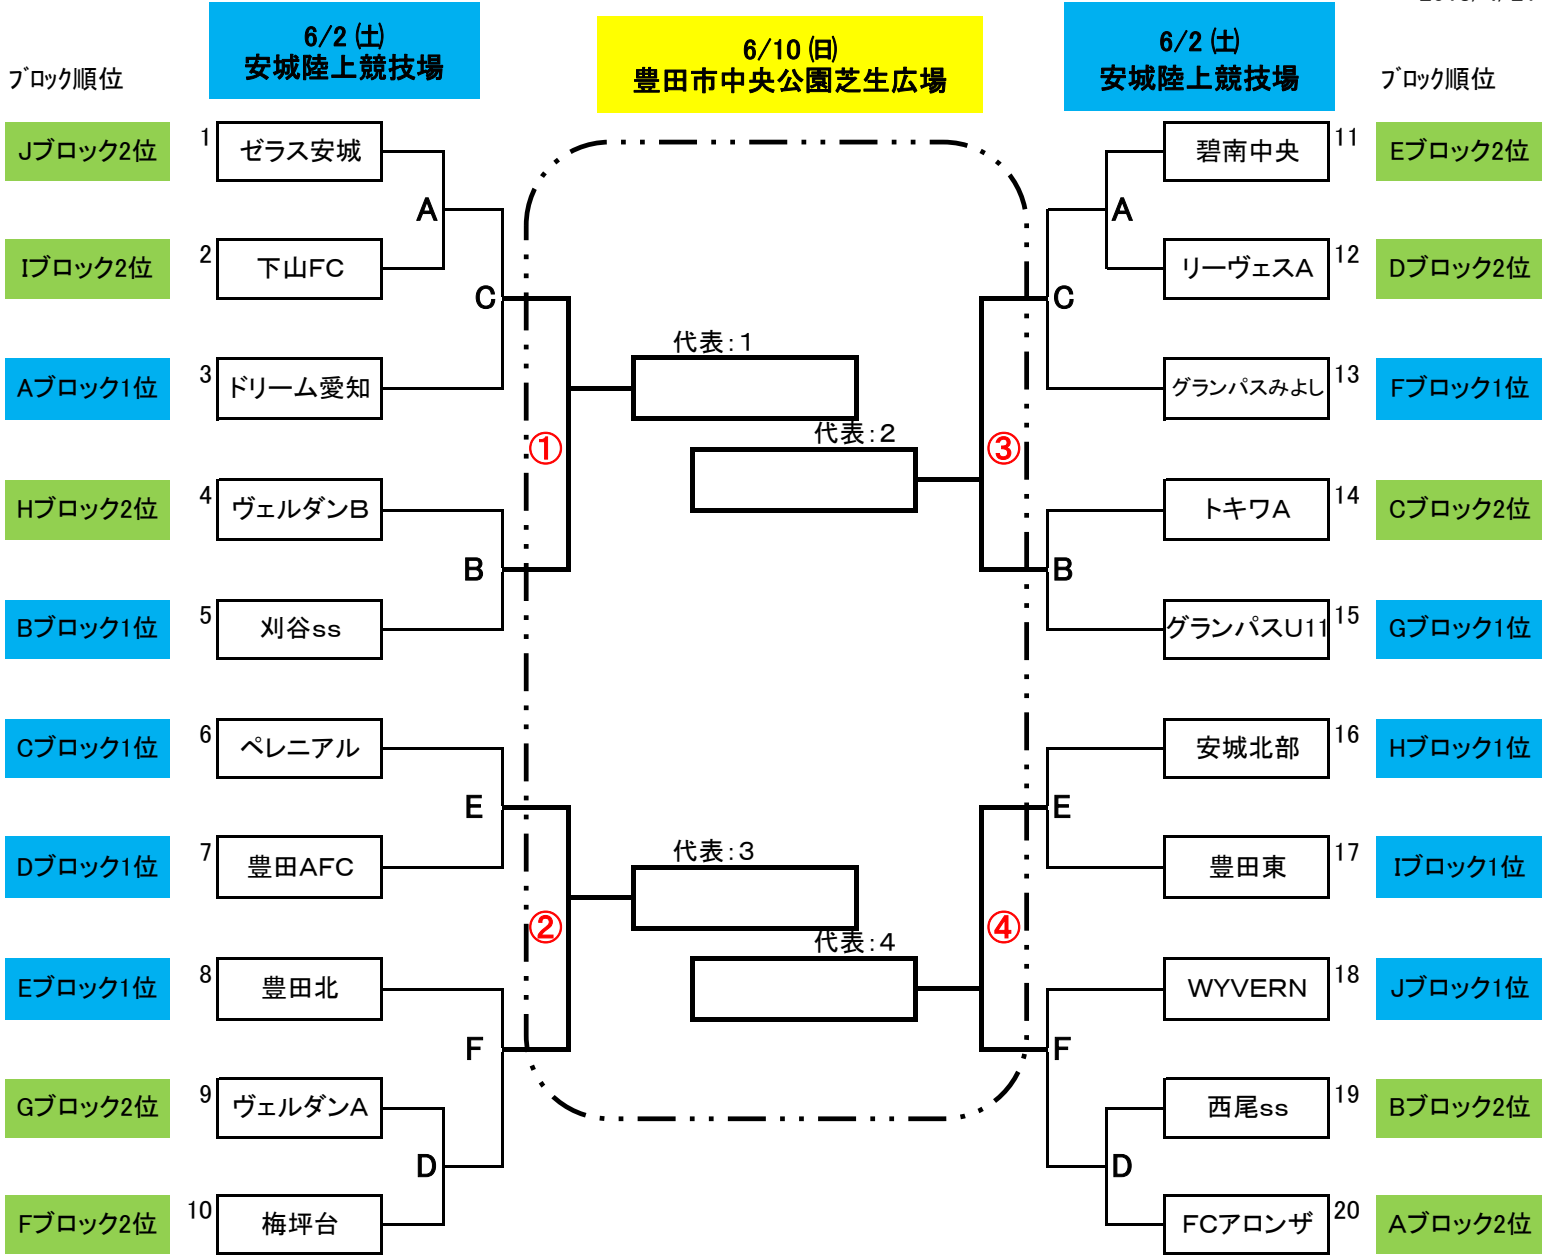 6/2 (土)
安城陸上競技場
6/10 (日)
豊田市中央公園芝生広場
6/2 (土)
安城陸上競技場
ブロック順位
ブロック順位
Jブロック2位
1
ゼラス安城
A
Iブロック2位
2
下山FC
C
Aブロック1位
3
ドリーム愛知
①
Hブロック2位
4
ヴェルダンB
B
Bブロック1位
5
刈谷ss
Cブロック1位
6
ペレニアル
E
Dブロック1位
7
豊田AFC
②
Eブロック1位
8
豊田北
F
Gブロック2位
9
ヴェルダンA
D
Fブロック2位
10
梅坪台
代表:1
代表:2
代表:3
代表:4
碧南中央
11
Eブロック2位
A
リーヴェスA
12
Dブロック2位
C
グランパスみよし
13
Fブロック1位
③
トキワA
14
Cブロック2位
B
グランパスU11
15
Gブロック1位
安城北部
16
Hブロック1位
E
豊田東
17
Iブロック1位
④
WYVERN
18
Jブロック1位
F
西尾ss
19
Bブロック2位
D
FCアロンザ
20
Aブロック2位